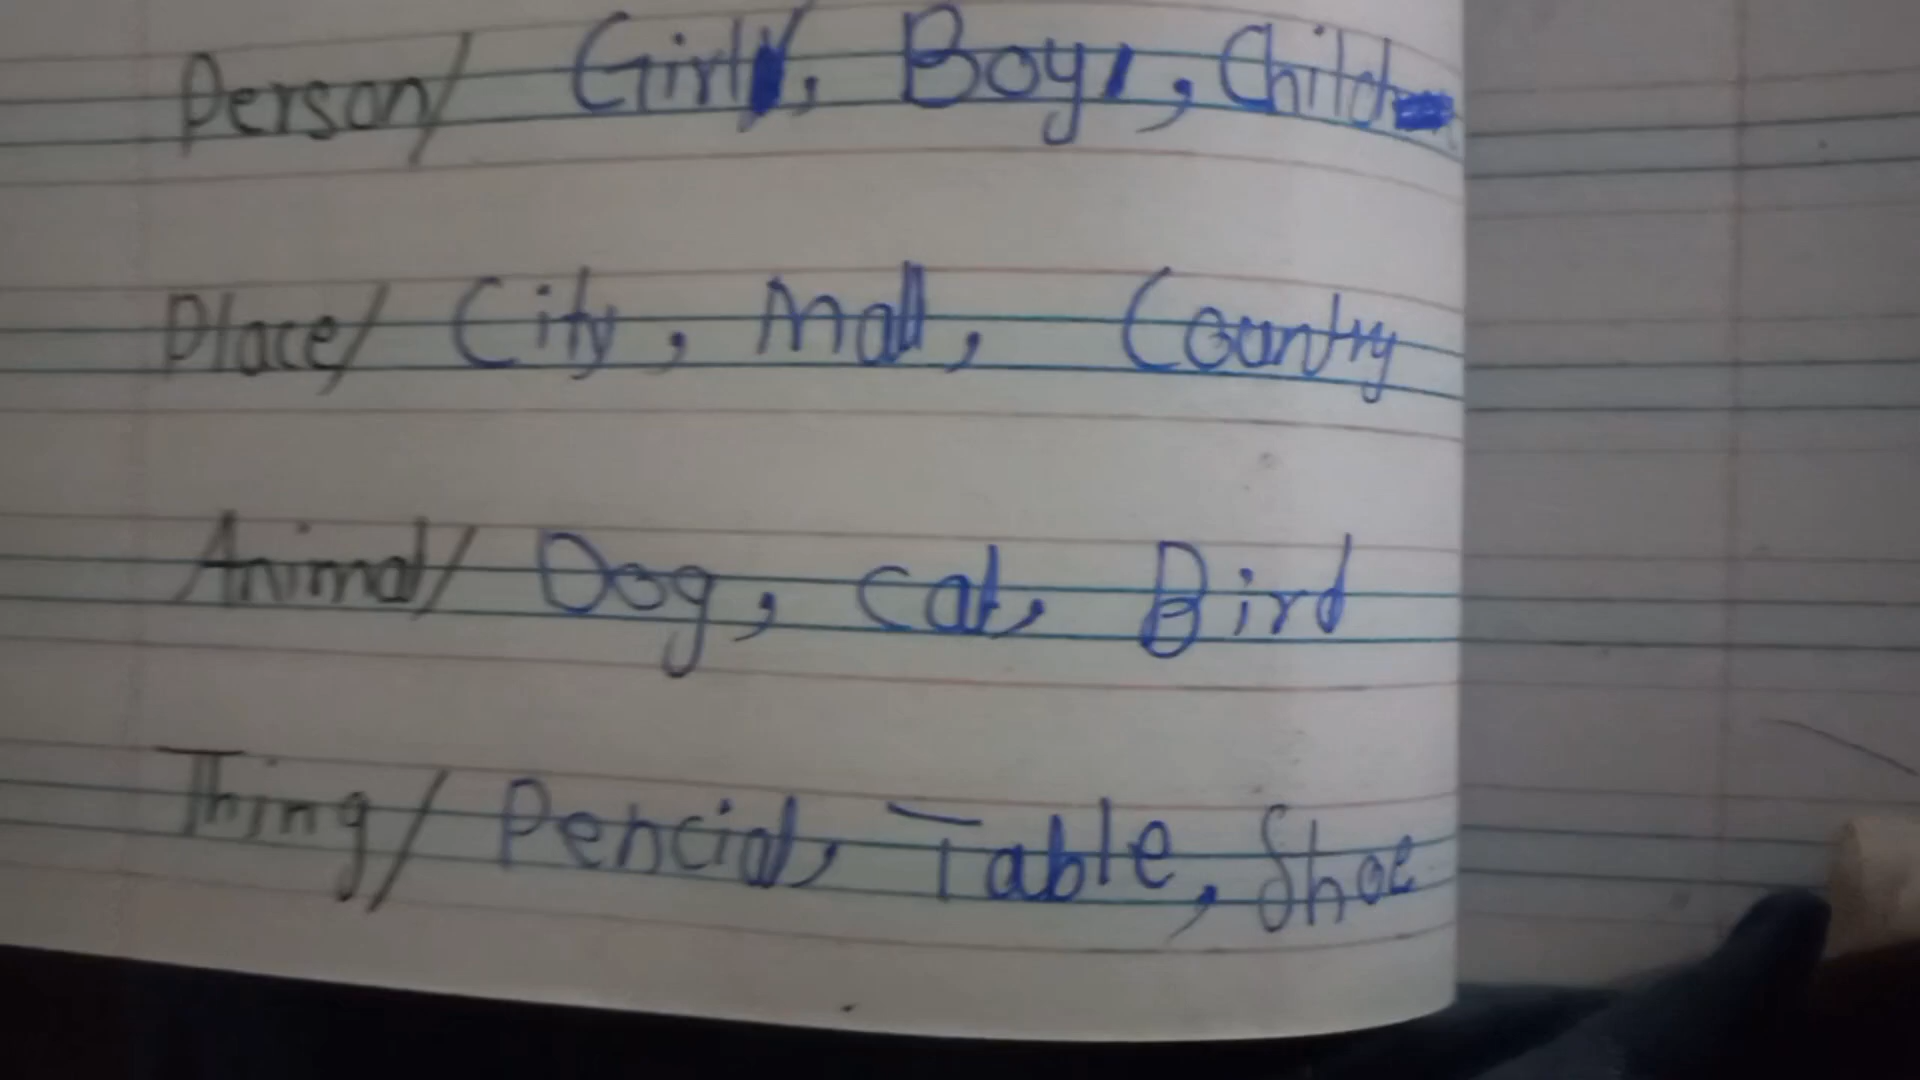 Person/ Girl, Boy, Child
Place/ City, Mall, Country
Animal/ Dog, cat, Bird
Thing/ Pencial, Table, Shoe